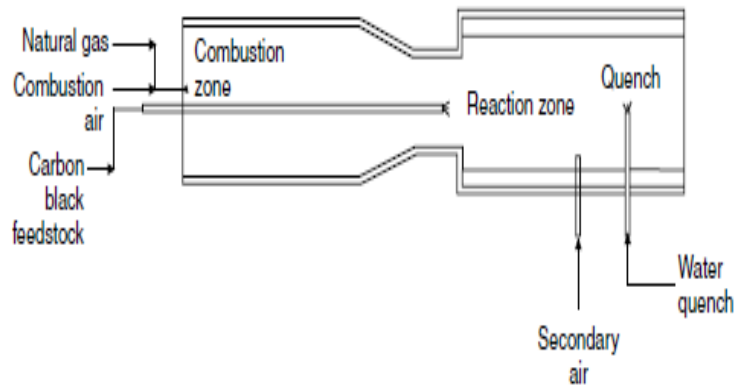 Natural gas
Combustion
air
Carbon
black
feedstock
Combustion
zone
Reaction zone
Quench
Secondary
air
Water
quench